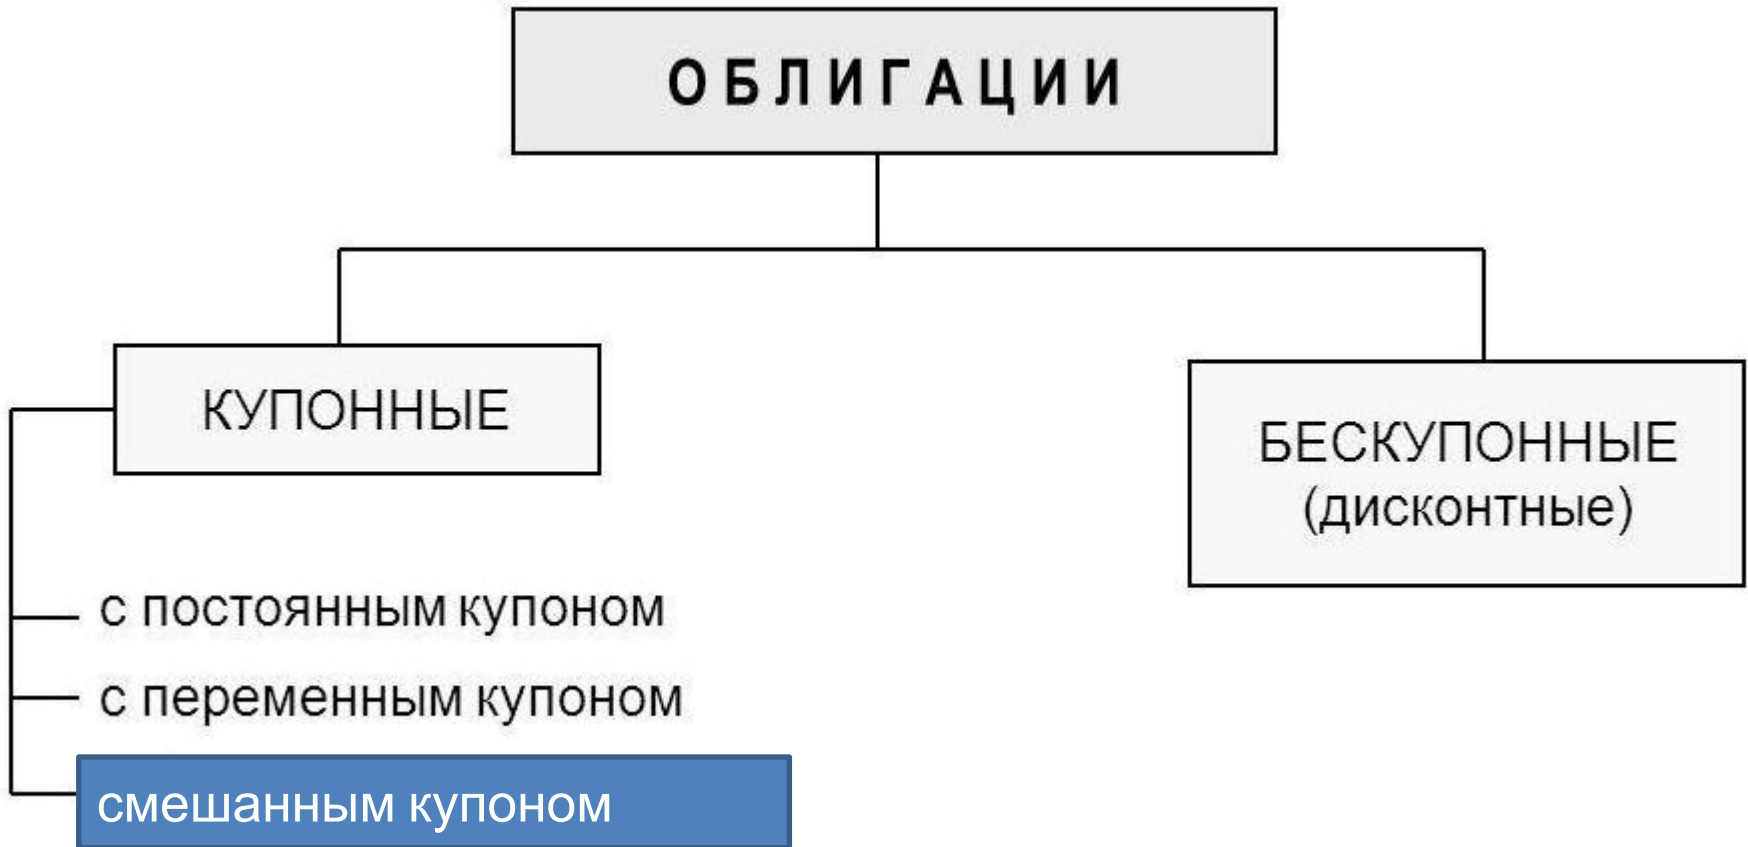 ОБЛИГАЦИИ
КУПОННЫЕ
БЕСКУПОННЫЕ
(дисконтные)
с постоянным купоном
с переменным купоном
смешанным купоном